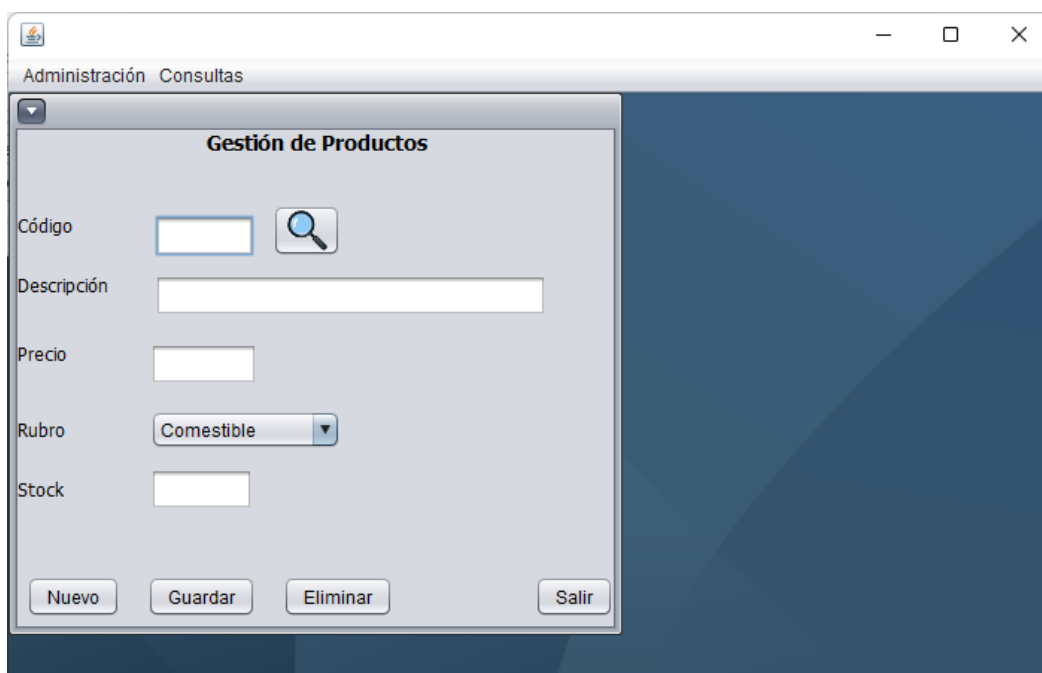 Administración Consultas
Gestión de Productos
Código
Descripción
Precio
Rubro Comestible
Stock
Nuevo Guardar Eliminar Salir